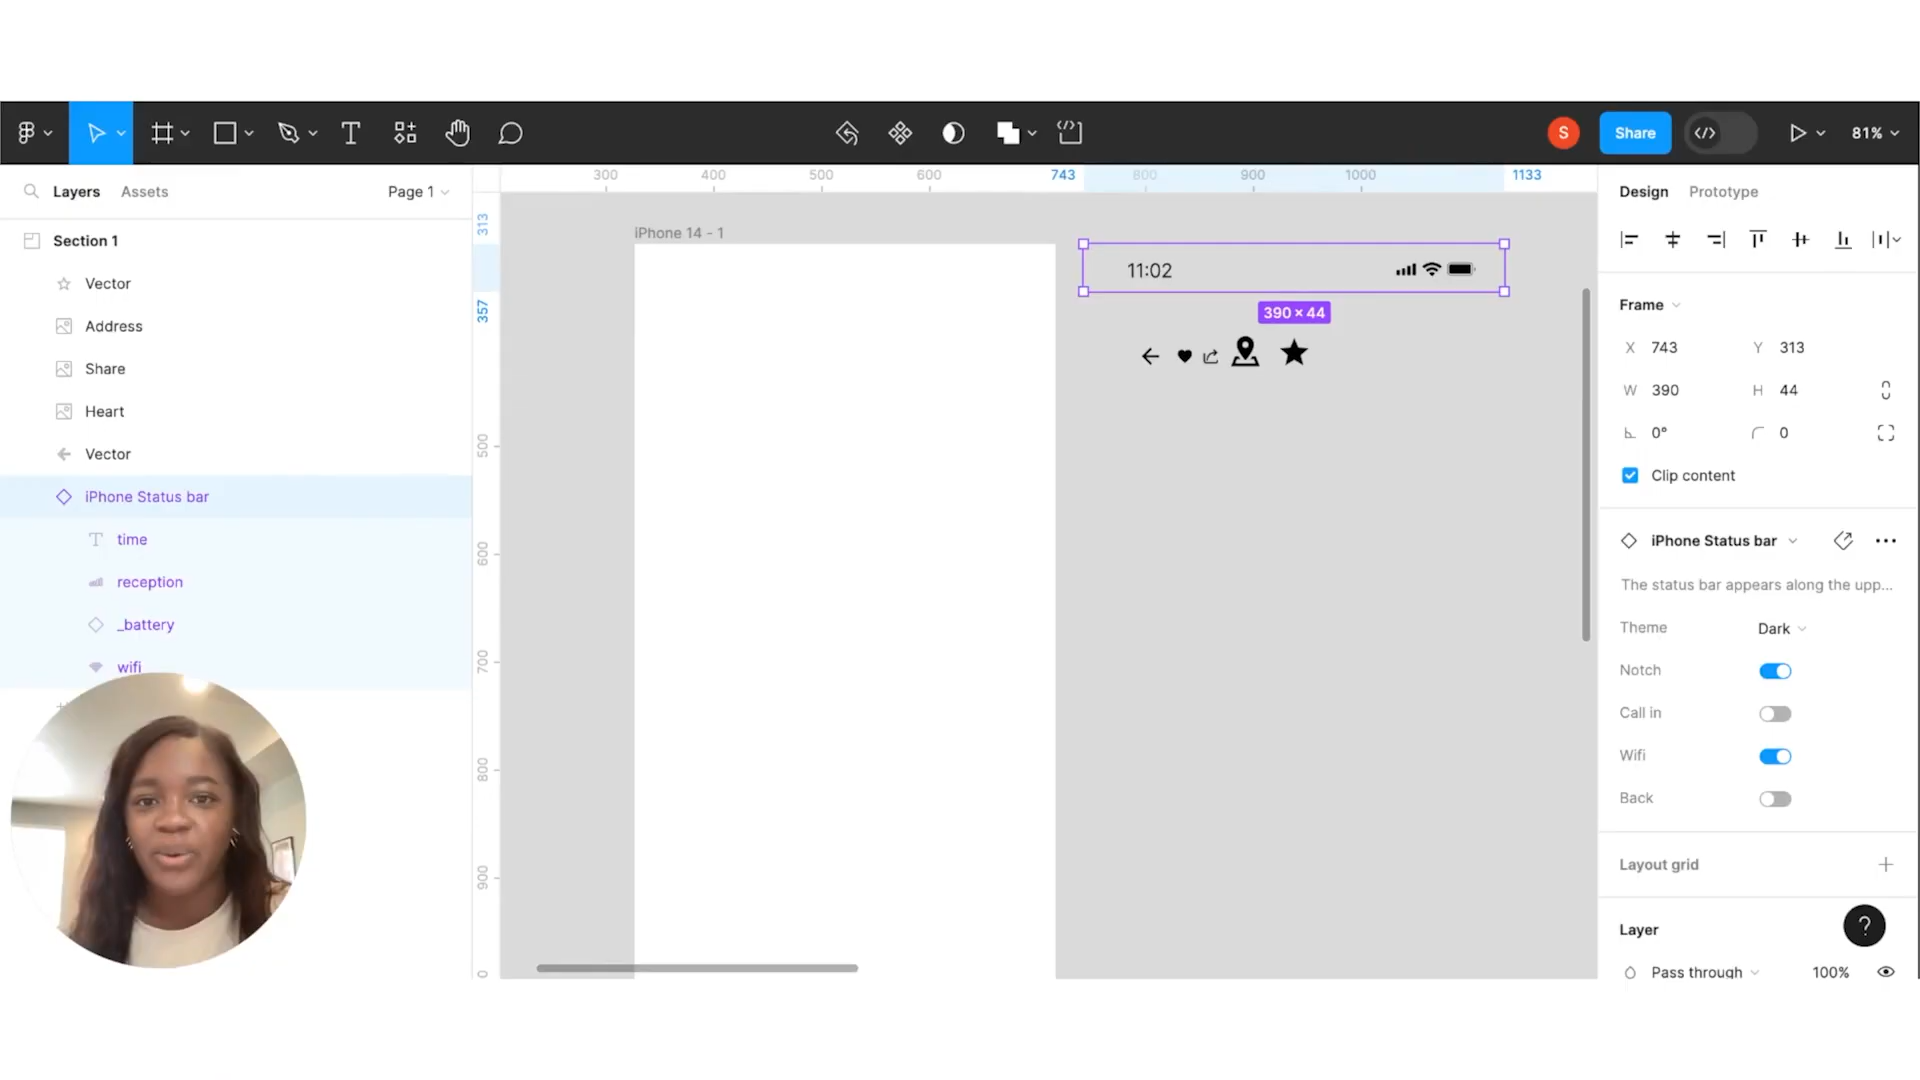 S
Share
81%
Layers
Assets
Page 1
300
400
500
600
743
800
900
1000
1133
Design
Prototype
313
357
500
600
700
800
900
0
Section 1
Vector
Address
Share
Heart
Vector
iPhone Status bar
time
reception
_battery
wifi
iPhone 14 - 1
11:02
390 × 44
Frame
X 743
Y 313
W 390
H 44
0°
0
Clip content
iPhone Status bar
The status bar appears along the upp...
Theme
Dark
Notch
Call in
Wifi
Back
Layout grid
Layer
?
Pass through
100%